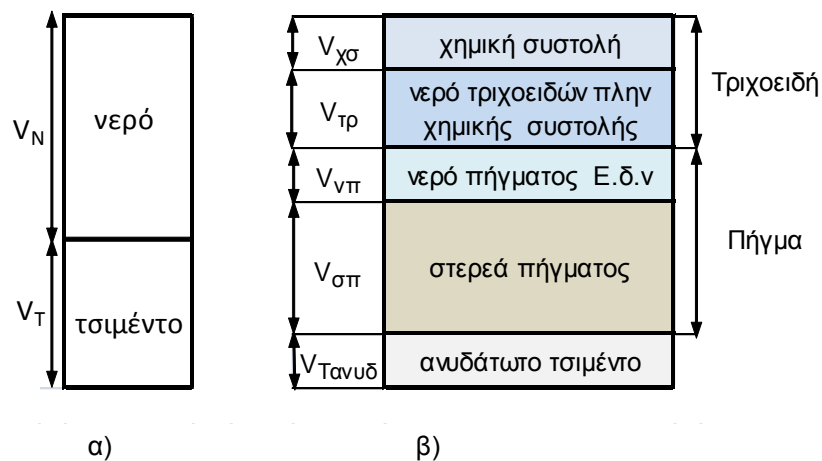 V_N
νερό
V_T
τσιμέντο
α)
V_χσ
χημική συστολή
V_τρ
νερό τριχοειδών πλην
χημικής συστολής
V_νπ
νερό πήγματος Ε.δ.ν
V_σπ
στερεά πήγματος
V_Τανυδ
ανυδάτωτο τσιμέντο
Τριχοειδή
Πήγμα
β)